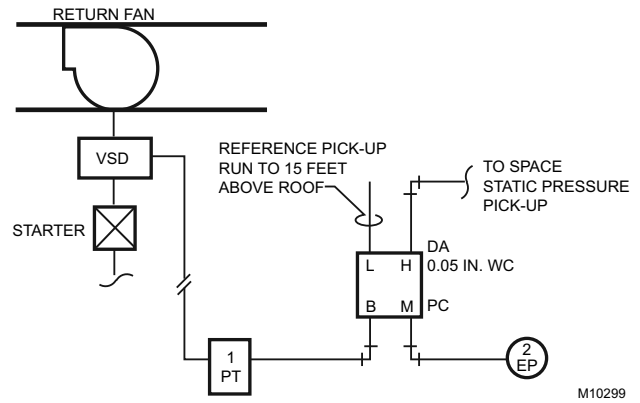 RETURN FAN
VSD
STARTER
REFERENCE PICK-UP
RUN TO 15 FEET
ABOVE ROOF
TO SPACE
STATIC PRESSURE
PICK-UP
L H
DA
0.05 IN. WC
B M
PC
1
PT
2
EP
M10299